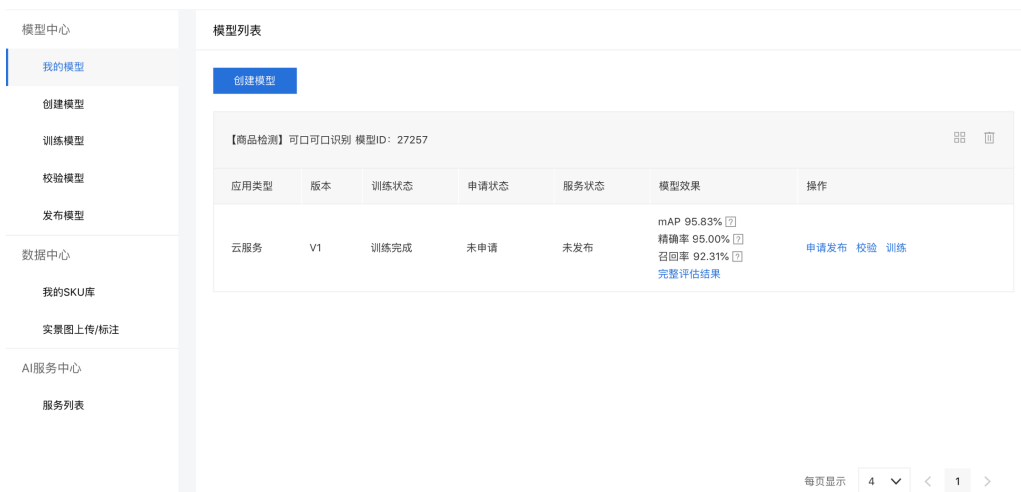 模型中心
我的模型
创建模型
训练模型
校验模型
发布模型
数据中心
我的SKU库
实景图上传/标注
AI服务中心
服务列表
模型列表
创建模型
【商品检测】可口可口识别 模型ID：27257
应用类型 版本 训练状态 申请状态 服务状态 模型效果 操作
云服务 V1 训练完成 未申请 未发布
mAP 95.83% ?
精确率 95.00% ?
召回率 92.31% ?
完整评估结果
申请发布 校验 训练
每页显示 4 < 1 >